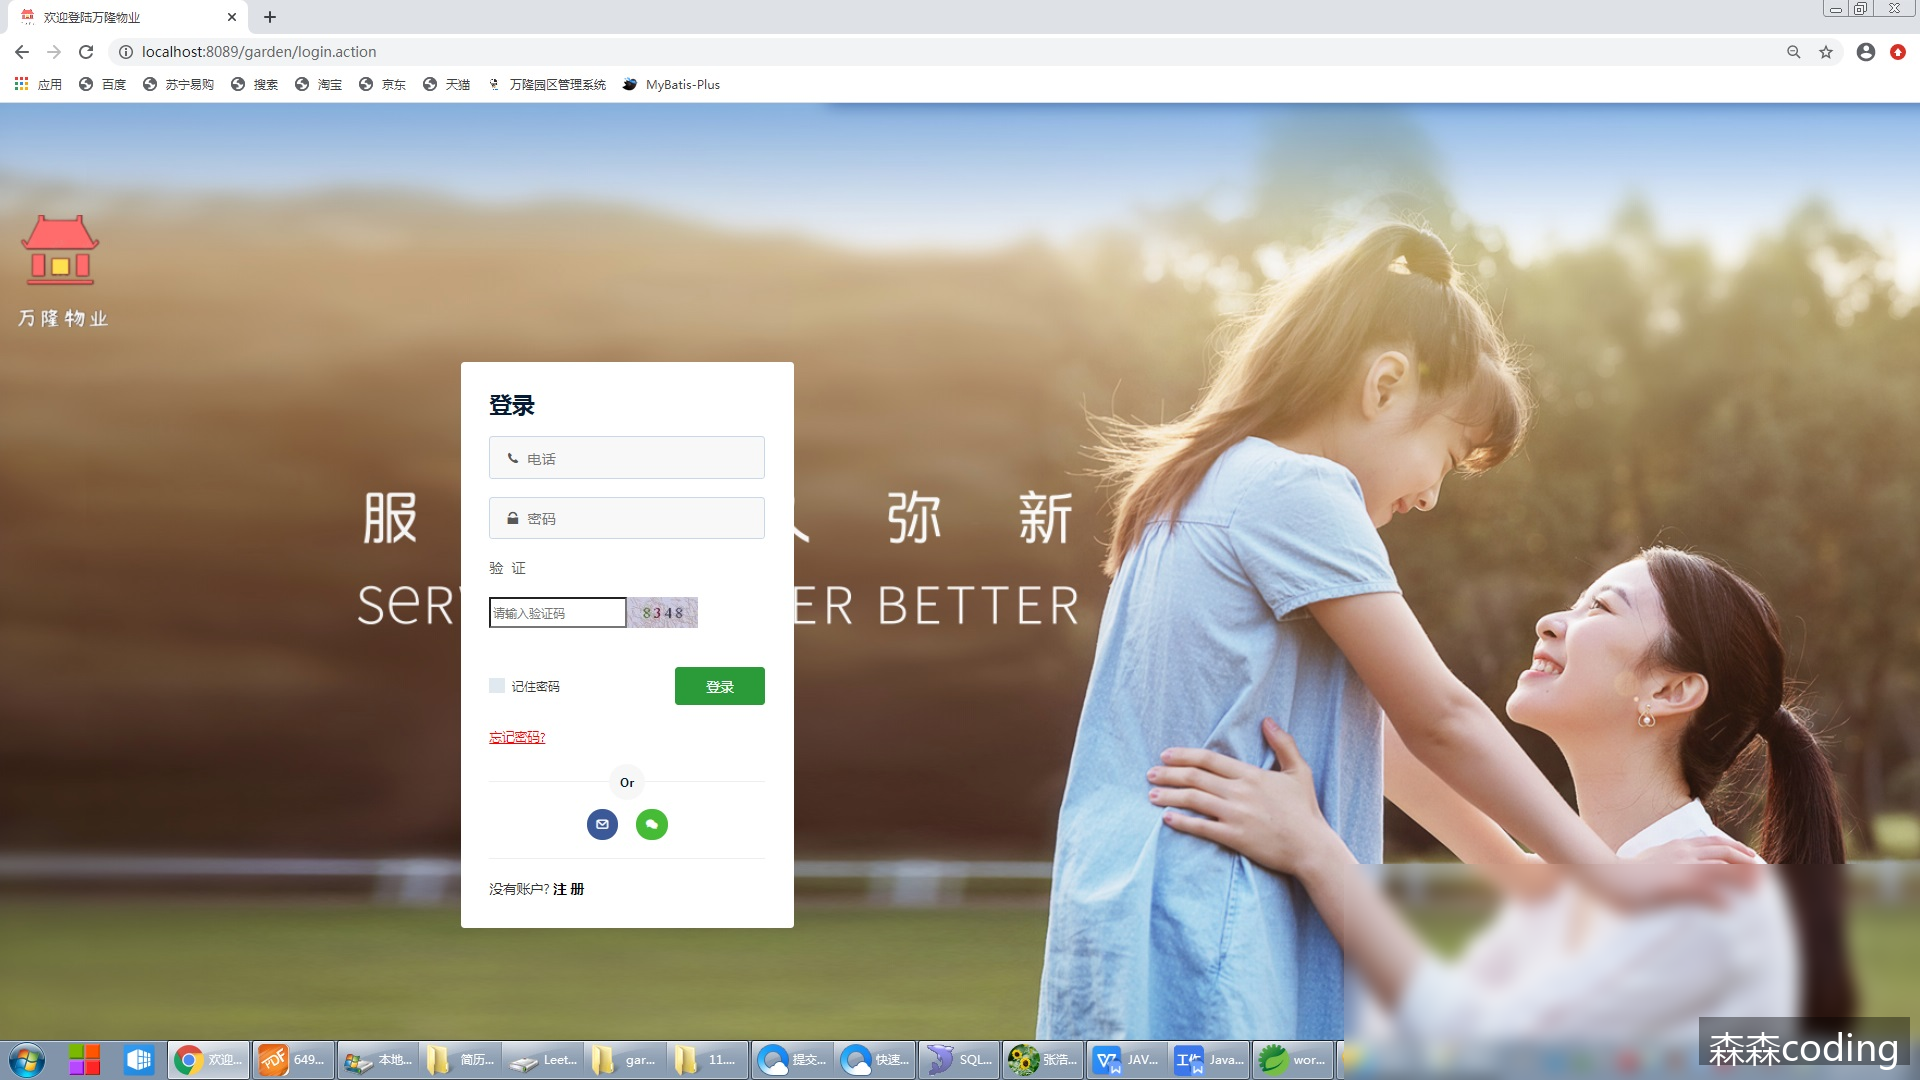 欢迎登陆万隆物业
localhost:8089/garden/login.action
应用 百度 苏宁易购 搜索 淘宝 京东 天猫 万隆园区管理系统 MyBatis-Plus
万隆物业
登录
电话
服 弥 新
密码
验 证
SeR ER BETTER
请输入验证码 8348
记住密码 登录
忘记密码?
Or
没有账户? 注 册
森森coding
欢迎... 649... 本地... 简历... Leet... gar... 11.... 提交... 快速... SQL... 张浩... JAV... Java... wor...